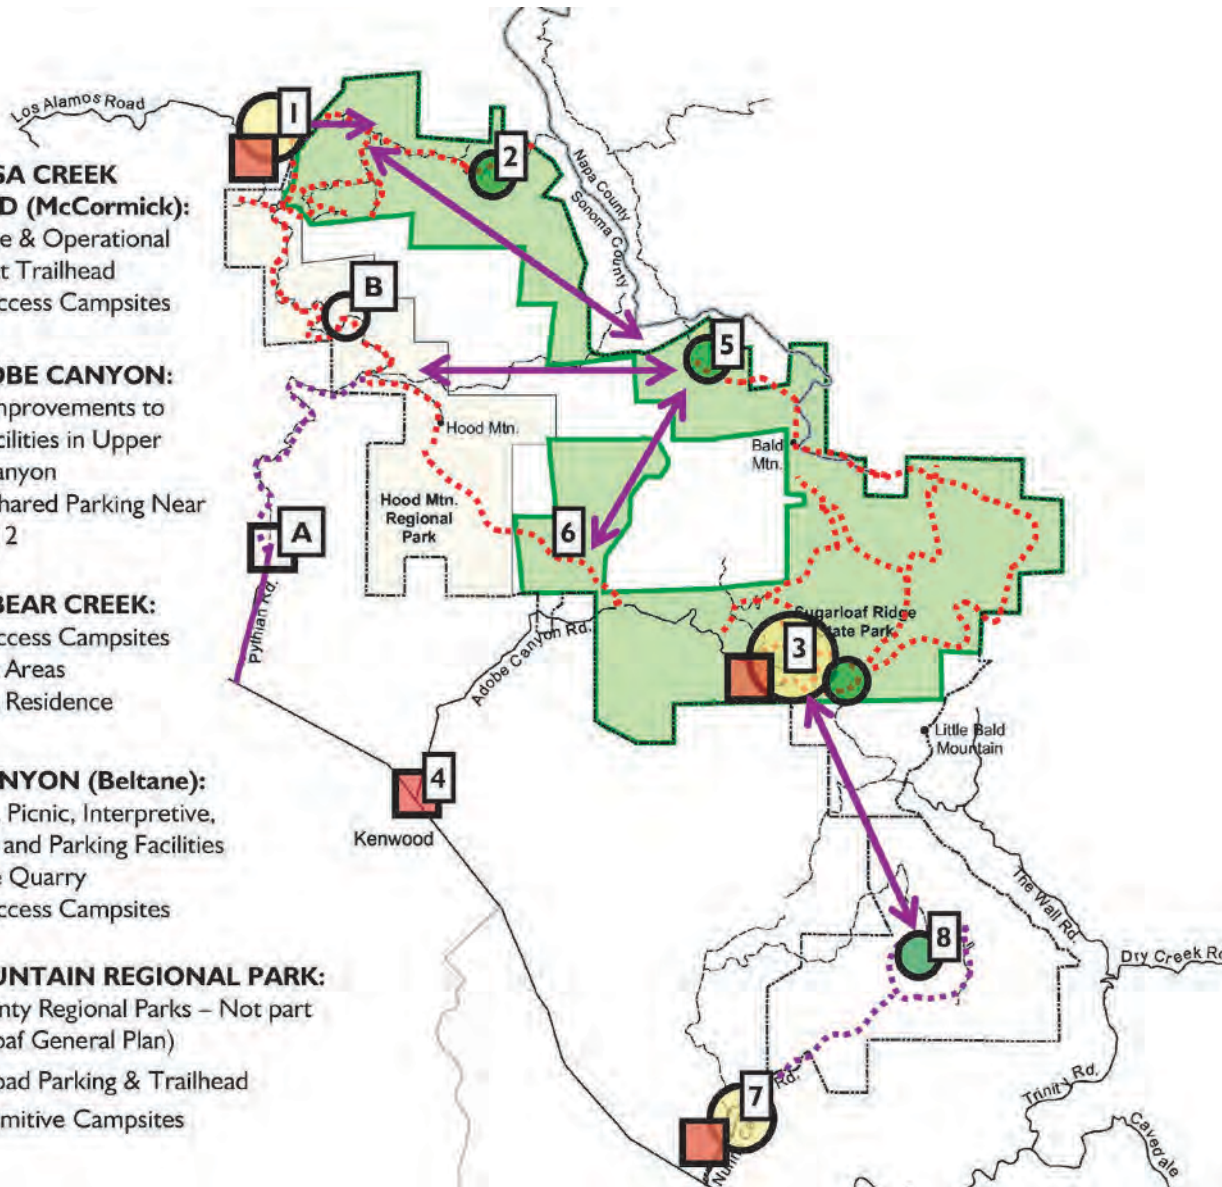 Los Alamos Road
1
2
SA CREEK
D (McCormick):
e & Operational
t Trailhead
ccess Campsites
Napa County
Sonoma County
B
5
OBE CANYON:
mprovements to
cilities in Upper
anyon
hared Parking Near
2
Hood Mtn.
Bald
Mtn.
Hood Mtn.
Regional
Park
6
A
Pythian Rd.
BEAR CREEK:
ccess Campsites
Areas
Residence
Adobe Canyon Rd.
Sugarloaf Ridge
State Park
3
Little Bald
Mountain
4
Kenwood
NYON (Beltane):
Picnic, Interpretive,
and Parking Facilities
e Quarry
ccess Campsites
The Wall Rd.
8
Dry Creek Rd
UNTAIN REGIONAL PARK:
nty Regional Parks – Not part
oaf General Plan)
oad Parking & Trailhead
mitive Campsites
7
Rd.
Nunn
Trinity Rd.
Cavedale